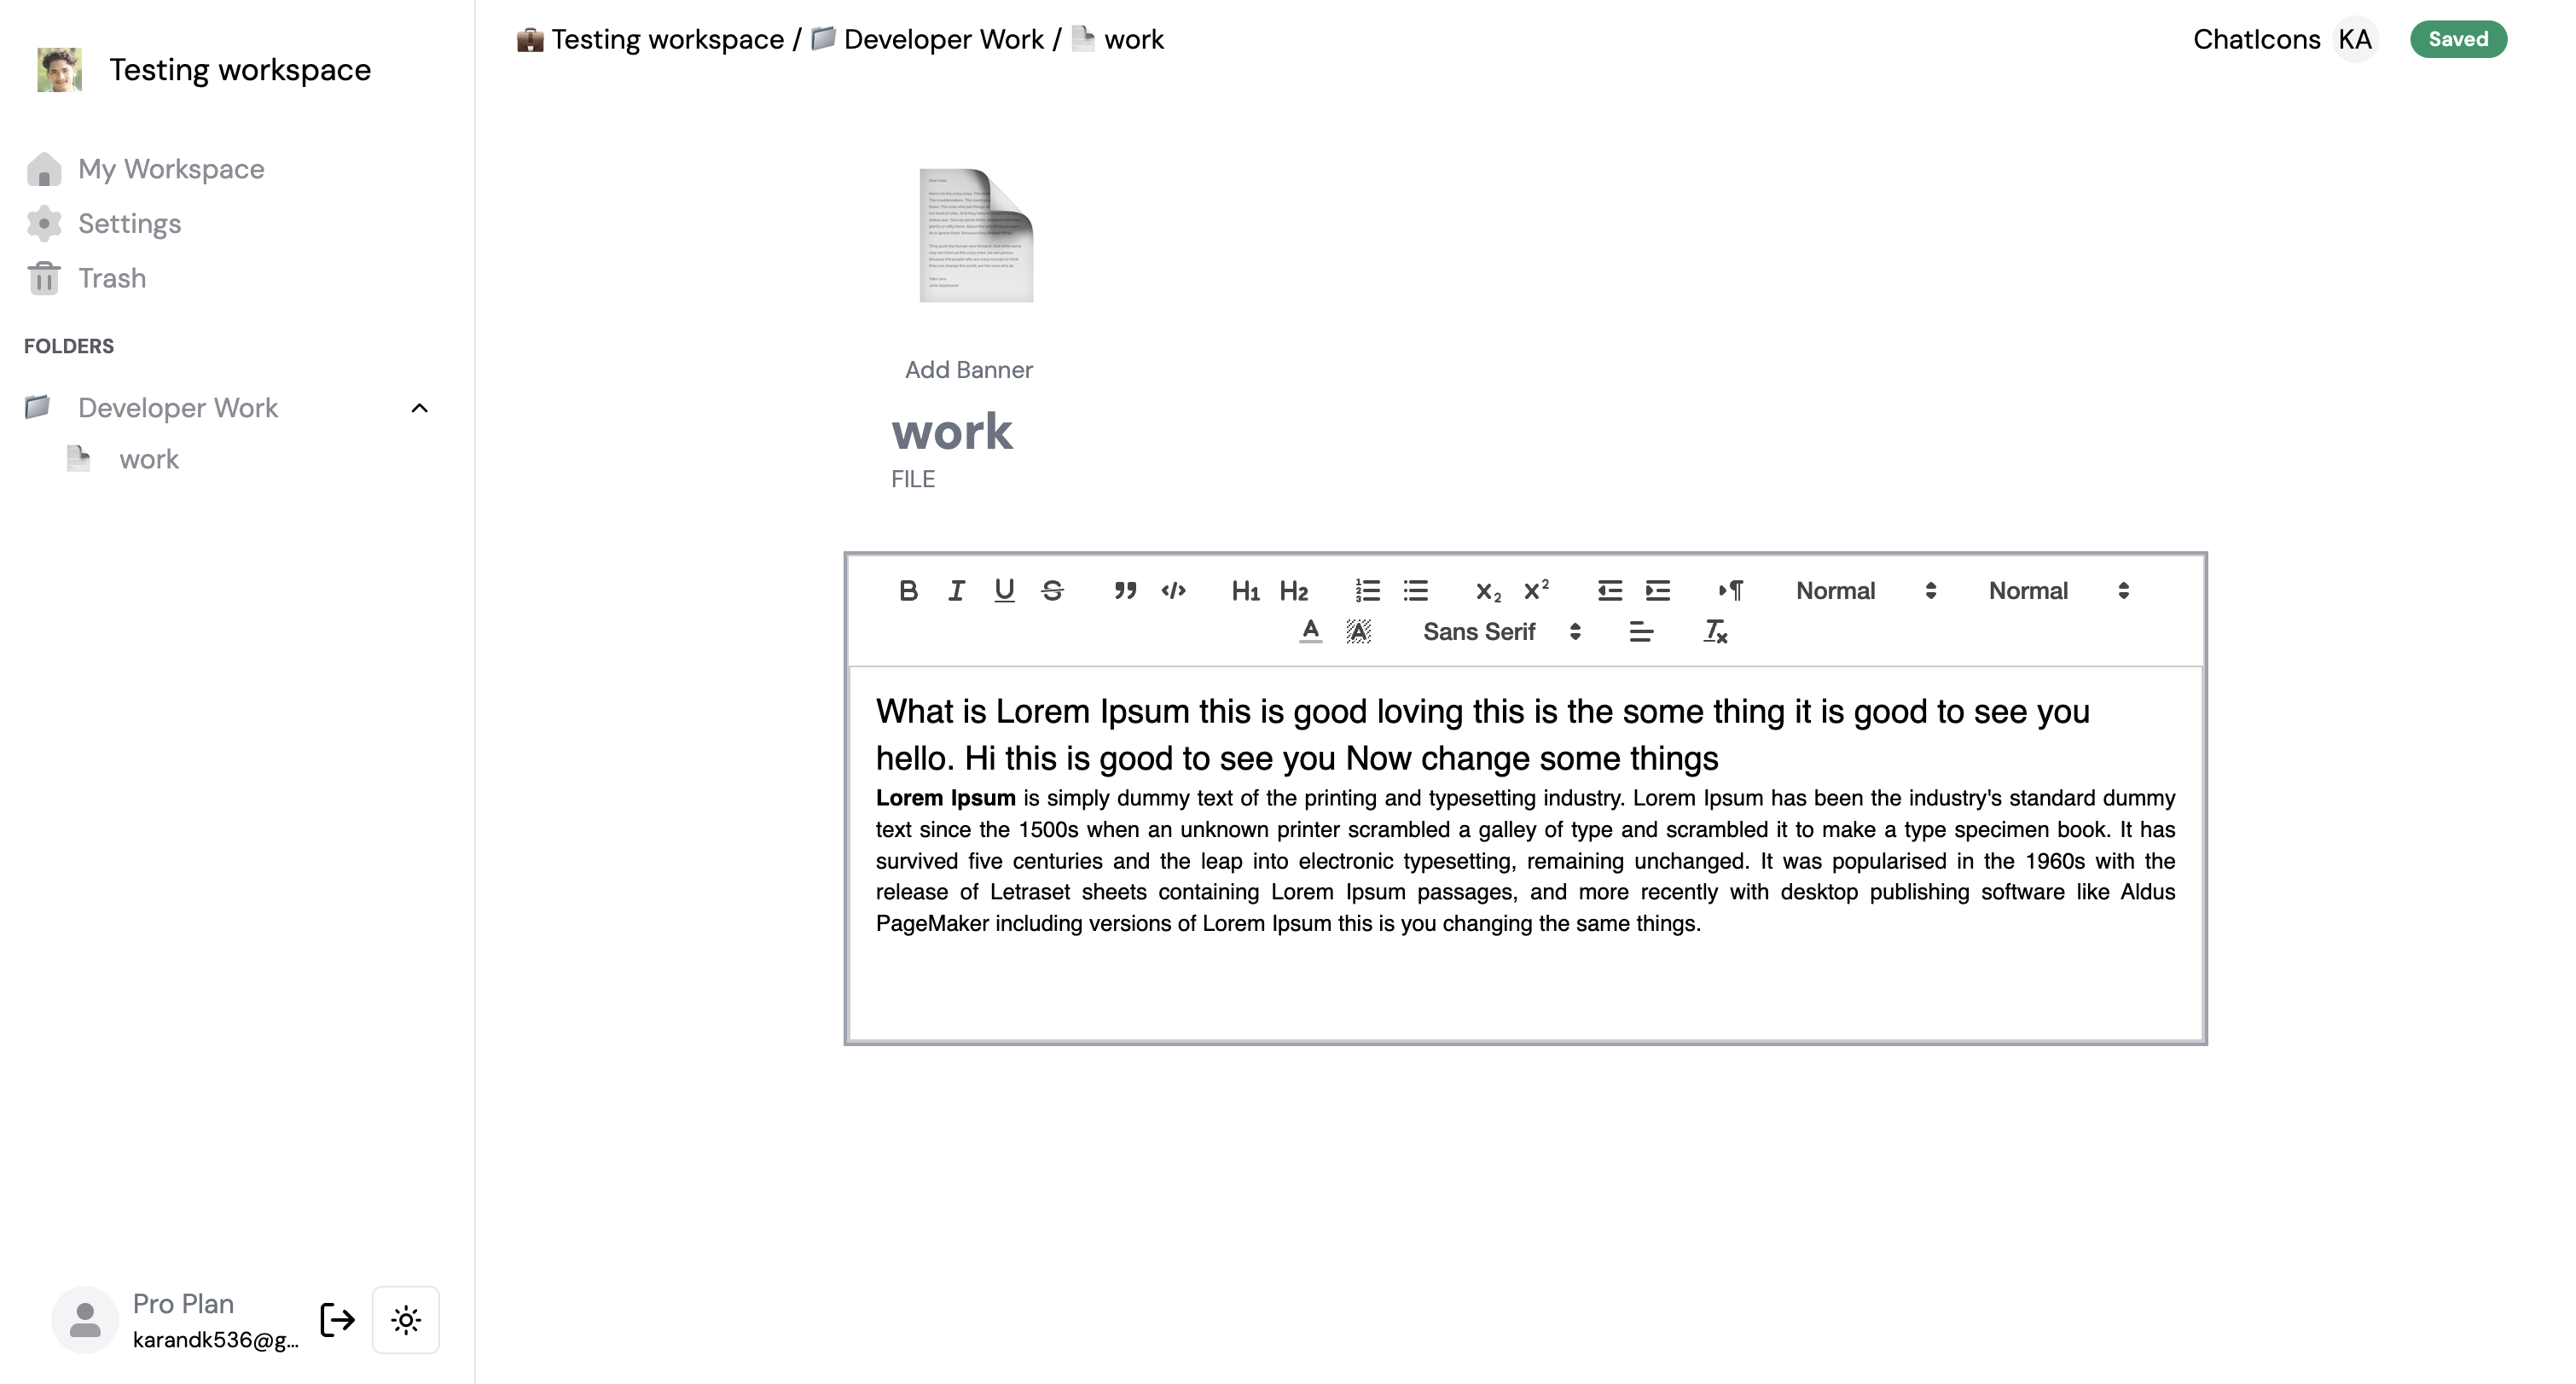 Testing workspace
My Workspace
Settings
Trash
FOLDERS
Developer Work
work
Pro Plan
karandk536@g...
Testing workspace / Developer Work / work
ChatIcons KA Saved
Add Banner
work
FILE
B I U S H1 H2 X2 X2 Normal Normal
A A Sans Serif Tx
What is Lorem Ipsum this is good loving this is the some thing it is good to see you
hello. Hi this is good to see you Now change some things
Lorem Ipsum is simply dummy text of the printing and typesetting industry. Lorem Ipsum has been the industry's standard dummy
text since the 1500s when an unknown printer scrambled a galley of type and scrambled it to make a type specimen book. It has
survived five centuries and the leap into electronic typesetting, remaining unchanged. It was popularised in the 1960s with the
release of Letraset sheets containing Lorem Ipsum passages, and more recently with desktop publishing software like Aldus
PageMaker including versions of Lorem Ipsum this is you changing the same things.